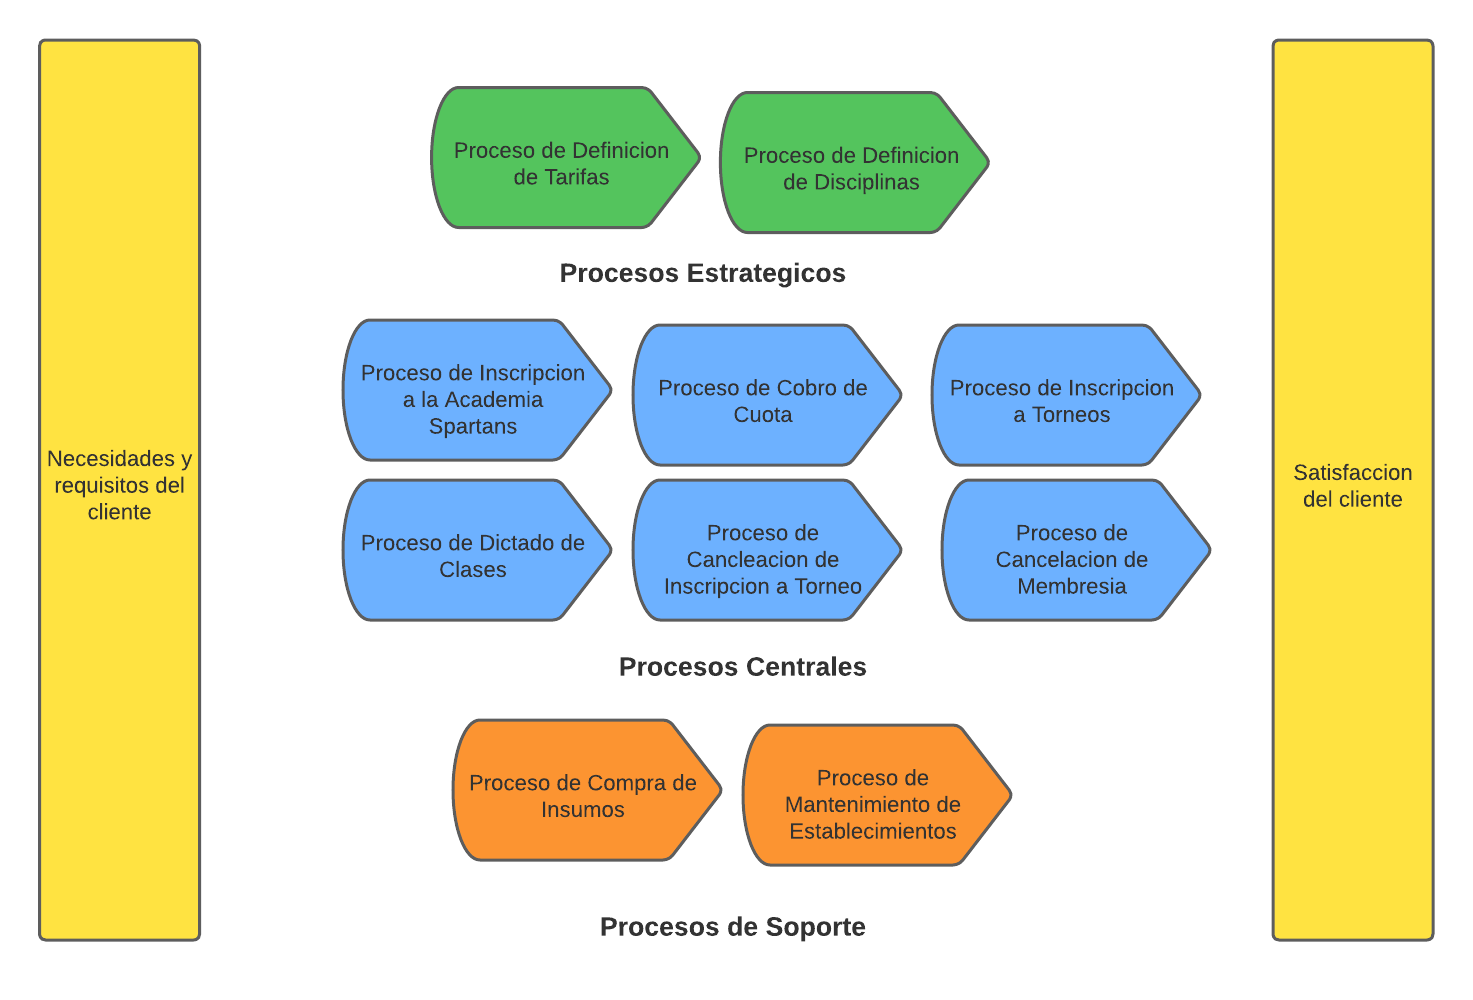 Proceso de Definicion
de Tarifas
Proceso de Definicion
de Disciplinas
Procesos Estrategicos
Proceso de Inscripcion
a la Academia
Spartans
Proceso de Cobro de
Cuota
Proceso de Inscripcion
a Torneos
Necesidades y
requisitos del
cliente
Satisfaccion
del cliente
Proceso de Dictado de
Clases
Proceso de
Cancleacion de
Inscripcion a Torneo
Proceso de
Cancelacion de
Membresia
Procesos Centrales
Proceso de Compra de
Insumos
Proceso de
Mantenimiento de
Establecimientos
Procesos de Soporte